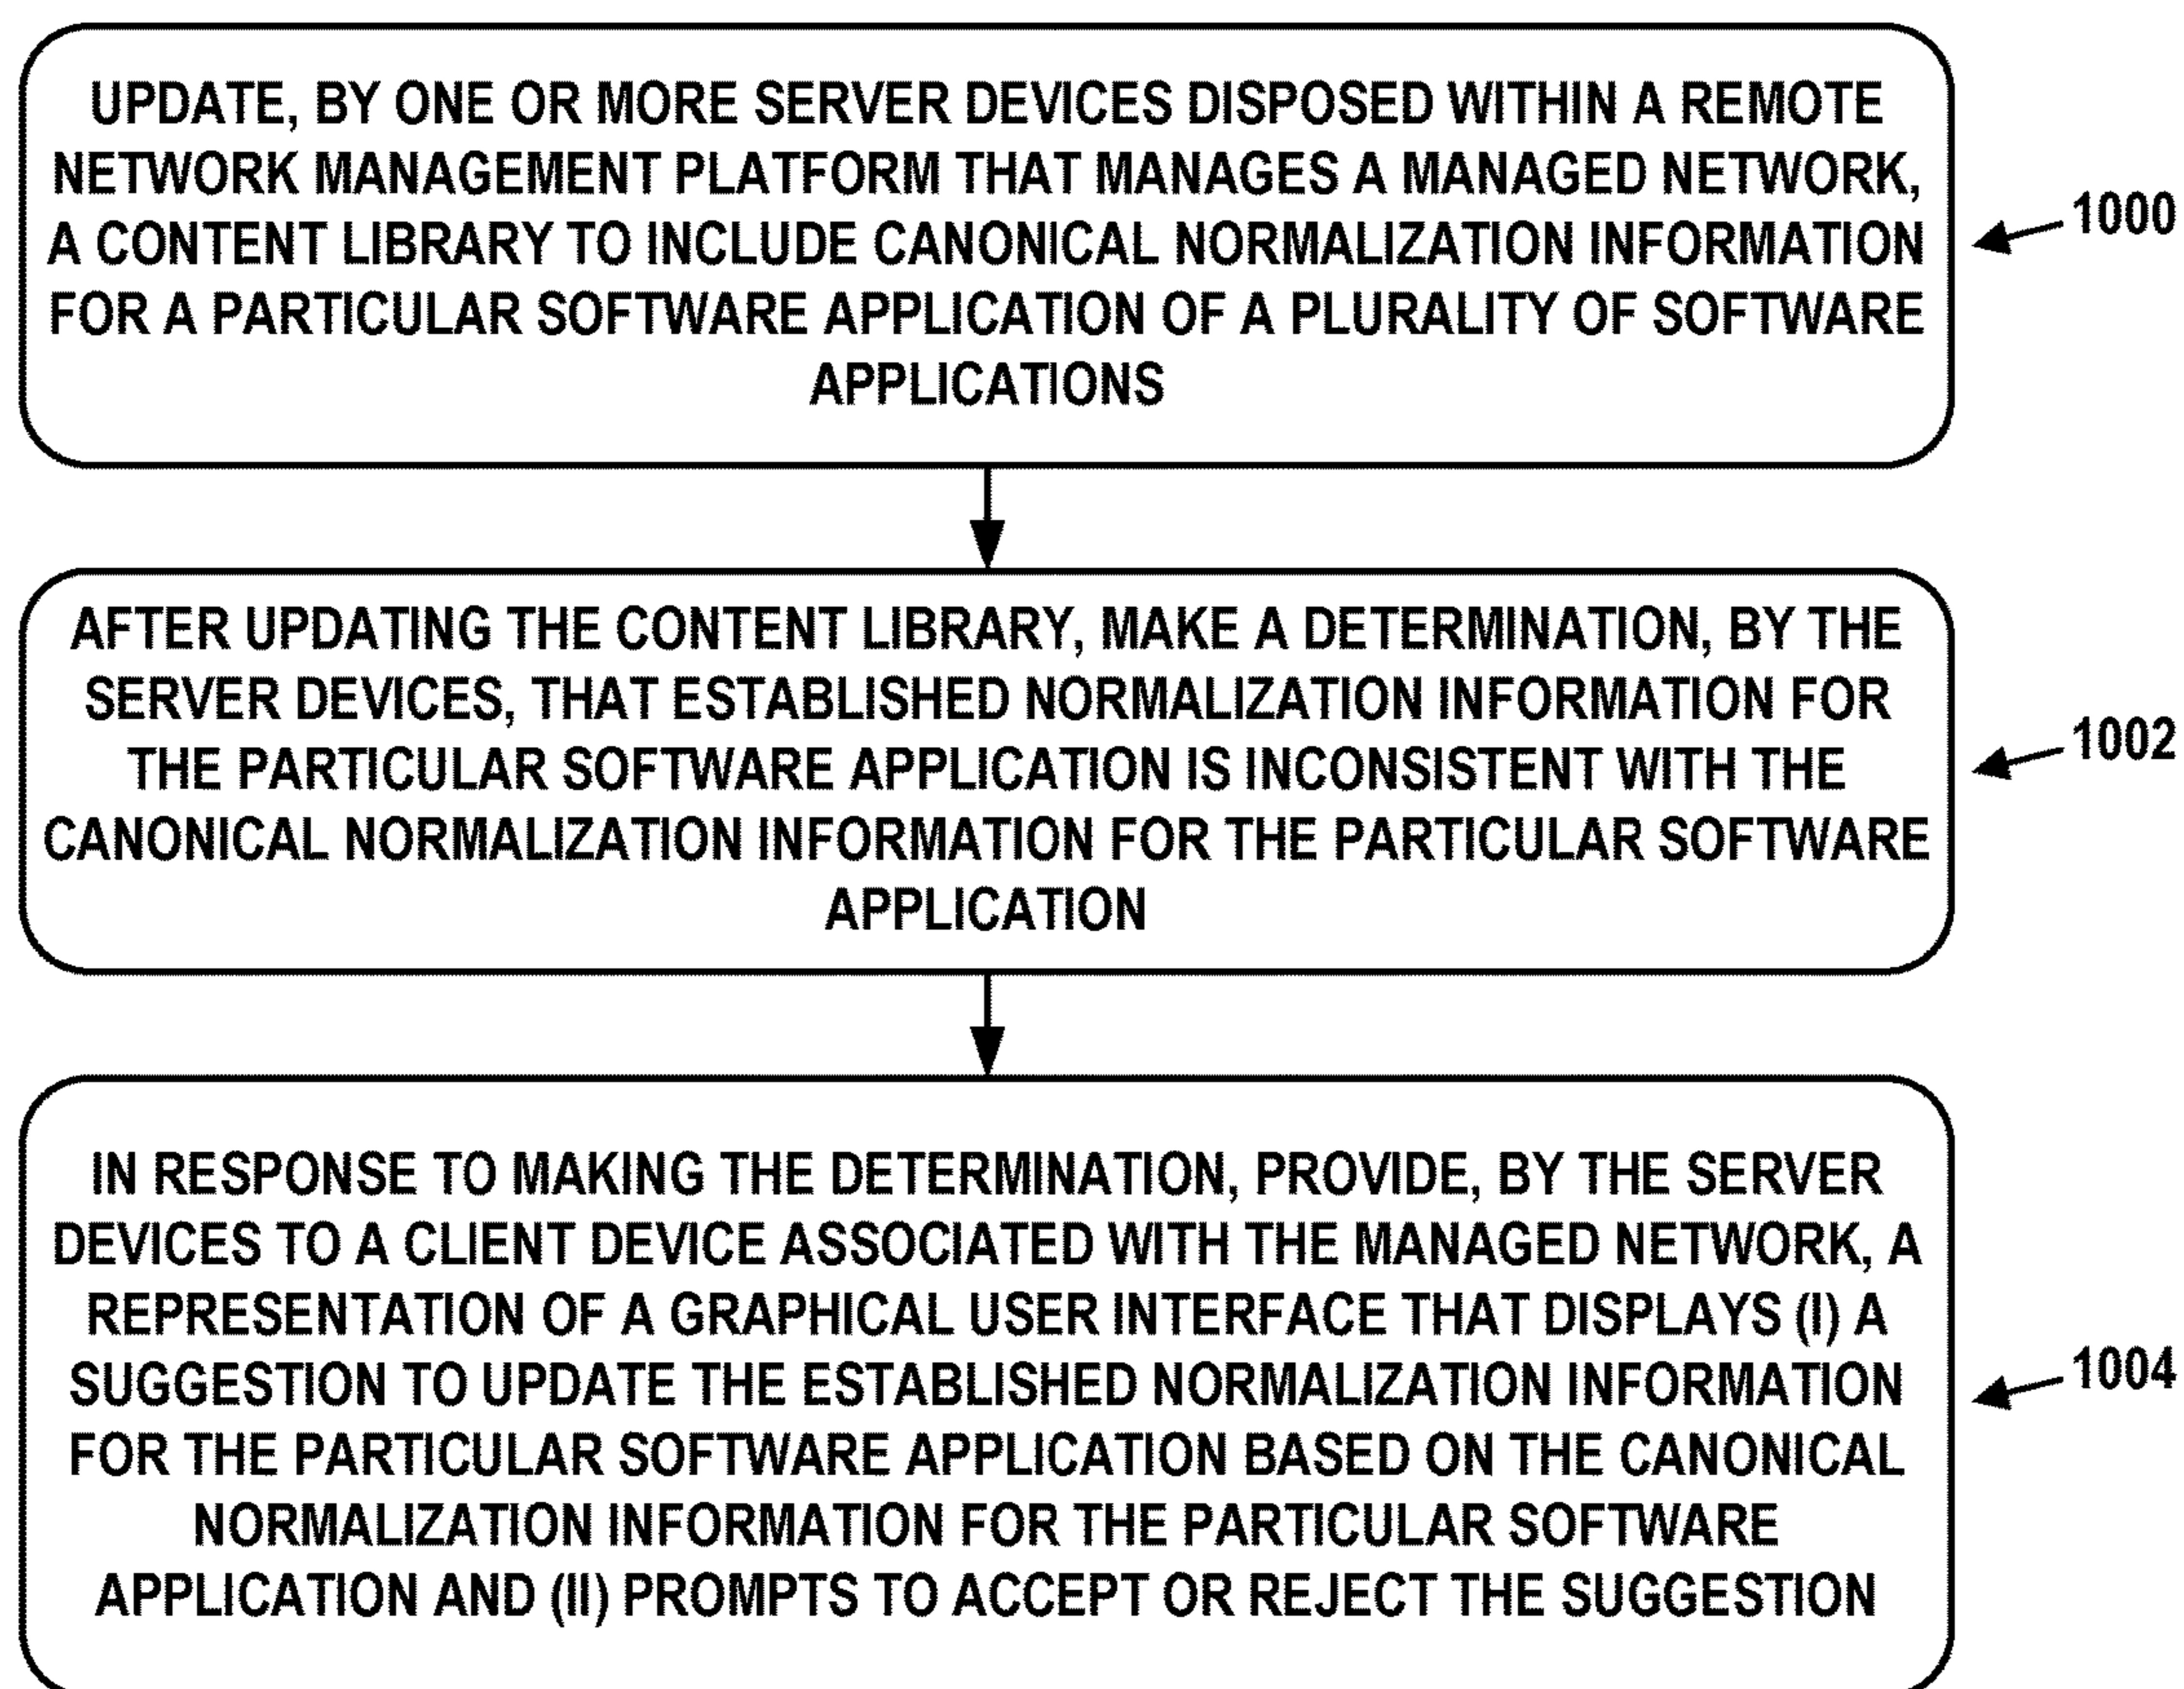 UPDATE, BY ONE OR MORE SERVER DEVICES DISPOSED WITHIN A REMOTE
NETWORK MANAGEMENT PLATFORM THAT MANAGES A MANAGED NETWORK,
A CONTENT LIBRARY TO INCLUDE CANONICAL NORMALIZATION INFORMATION
FOR A PARTICULAR SOFTWARE APPLICATION OF A PLURALITY OF SOFTWARE
APPLICATIONS
1000
AFTER UPDATING THE CONTENT LIBRARY, MAKE A DETERMINATION, BY THE
SERVER DEVICES, THAT ESTABLISHED NORMALIZATION INFORMATION FOR
THE PARTICULAR SOFTWARE APPLICATION IS INCONSISTENT WITH THE
CANONICAL NORMALIZATION INFORMATION FOR THE PARTICULAR SOFTWARE
APPLICATION
1002
IN RESPONSE TO MAKING THE DETERMINATION, PROVIDE, BY THE SERVER
DEVICES TO A CLIENT DEVICE ASSOCIATED WITH THE MANAGED NETWORK, A
REPRESENTATION OF A GRAPHICAL USER INTERFACE THAT DISPLAYS (I) A
SUGGESTION TO UPDATE THE ESTABLISHED NORMALIZATION INFORMATION
FOR THE PARTICULAR SOFTWARE APPLICATION BASED ON THE CANONICAL
NORMALIZATION INFORMATION FOR THE PARTICULAR SOFTWARE
APPLICATION AND (II) PROMPTS TO ACCEPT OR REJECT THE SUGGESTION
1004